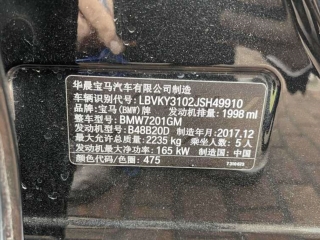 华晨宝马汽车有限公司制造
车辆识别代号：LBVKY3102JSH49910
品牌：宝马(BMW)牌 发动机排量：1998 ml
整车型号：BMW7201GM
发动机型号：B48B20D 制造年月：2017.12
最大允许总质量：2235 kg 乘坐人数：5 人
发动机最大净功率：165 kW 制造国：中国
颜色代码/色圈：475